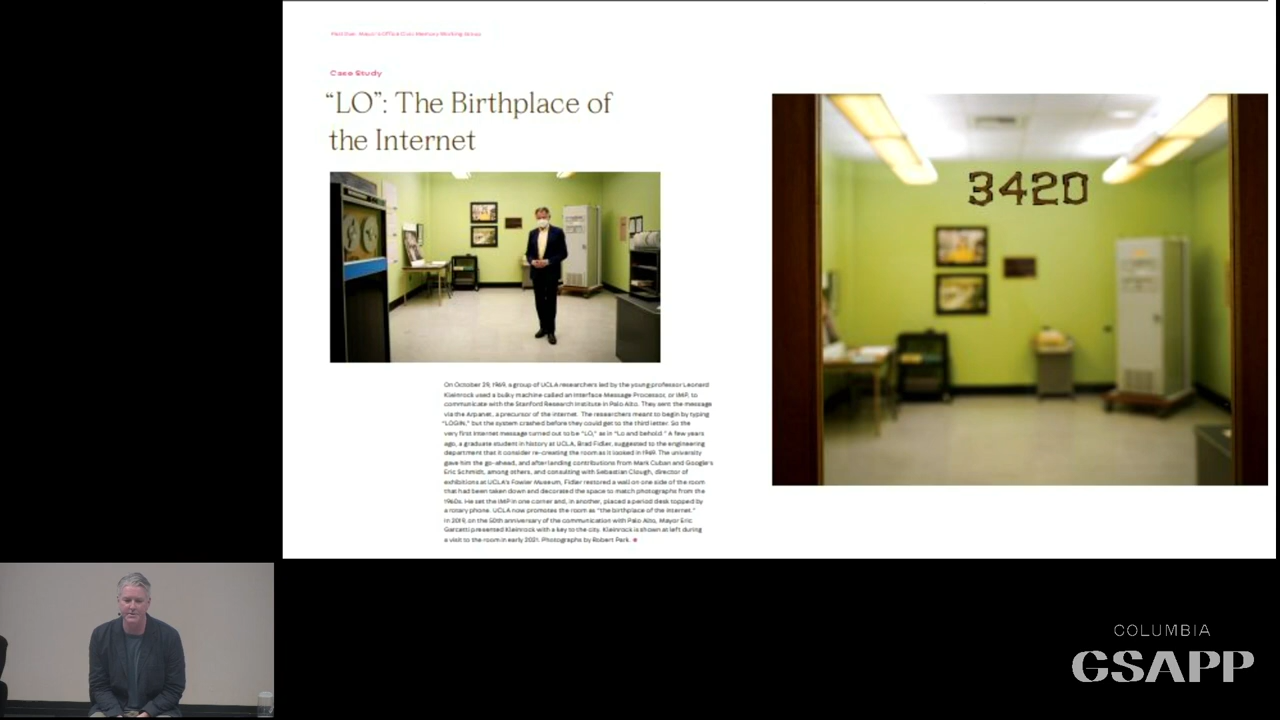 Past Due: Mayor's Office Civic Memory Working Group
Case Study
“LO”: The Birthplace of
the Internet
3420
On October 29, 1969, a group of UCLA researchers led by the young professor Leonard
Kleinrock used a bulky machine called an Interface Message Processor, or IMP, to
communicate with the Stanford Research Institute in Palo Alto. They sent the message
via the Arpanet, a precursor of the internet. The researchers meant to begin by typing
“LOGIN,” but the system crashed before they could get to the third letter. So the
very first internet message turned out to be “LO,” as in “Lo and behold.” A few years
ago, a graduate student in history at UCLA, Brad Fidler, suggested to the engineering
department that it consider re-creating the room as it looked in 1969. The university
gave him the go-ahead, and after landing contributions from Mark Cuban and Google's
Eric Schmidt, among others, and consulting with Sebastian Clough, director of
exhibitions at UCLA's Fowler Museum, Fidler restored a wall on one side of the room
that had been taken down and decorated the space to match photographs from the
1960s. He set the IMP in one corner and, in another, placed a period desk topped by
a rotary phone. UCLA now promotes the room as “the birthplace of the internet.”
In 2019, on the 50th anniversary of the communication with Palo Alto, Mayor Eric
Garcetti presented Kleinrock with a key to the city. Kleinrock is shown at left during
a visit to the room in early 2021. Photographs by Robert Park.
COLUMBIA
GSAPP